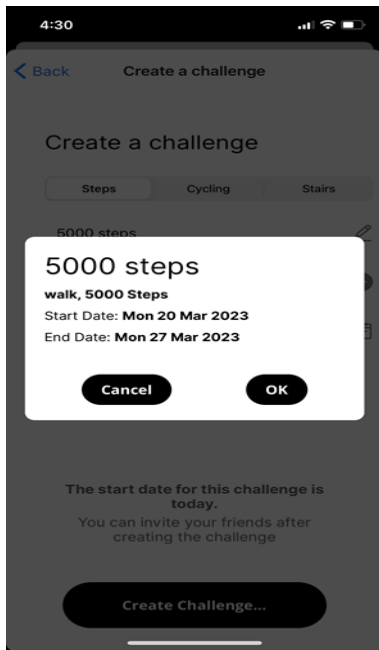 4:30
Back Create a challenge
Create a challenge
Steps Cycling Stairs
5000 steps
5000 steps
walk, 5000 Steps
Start Date: Mon 20 Mar 2023
End Date: Mon 27 Mar 2023
Cancel OK
The start date for this challenge is
today.
You can invite your friends after
creating the challenge
Create Challenge...